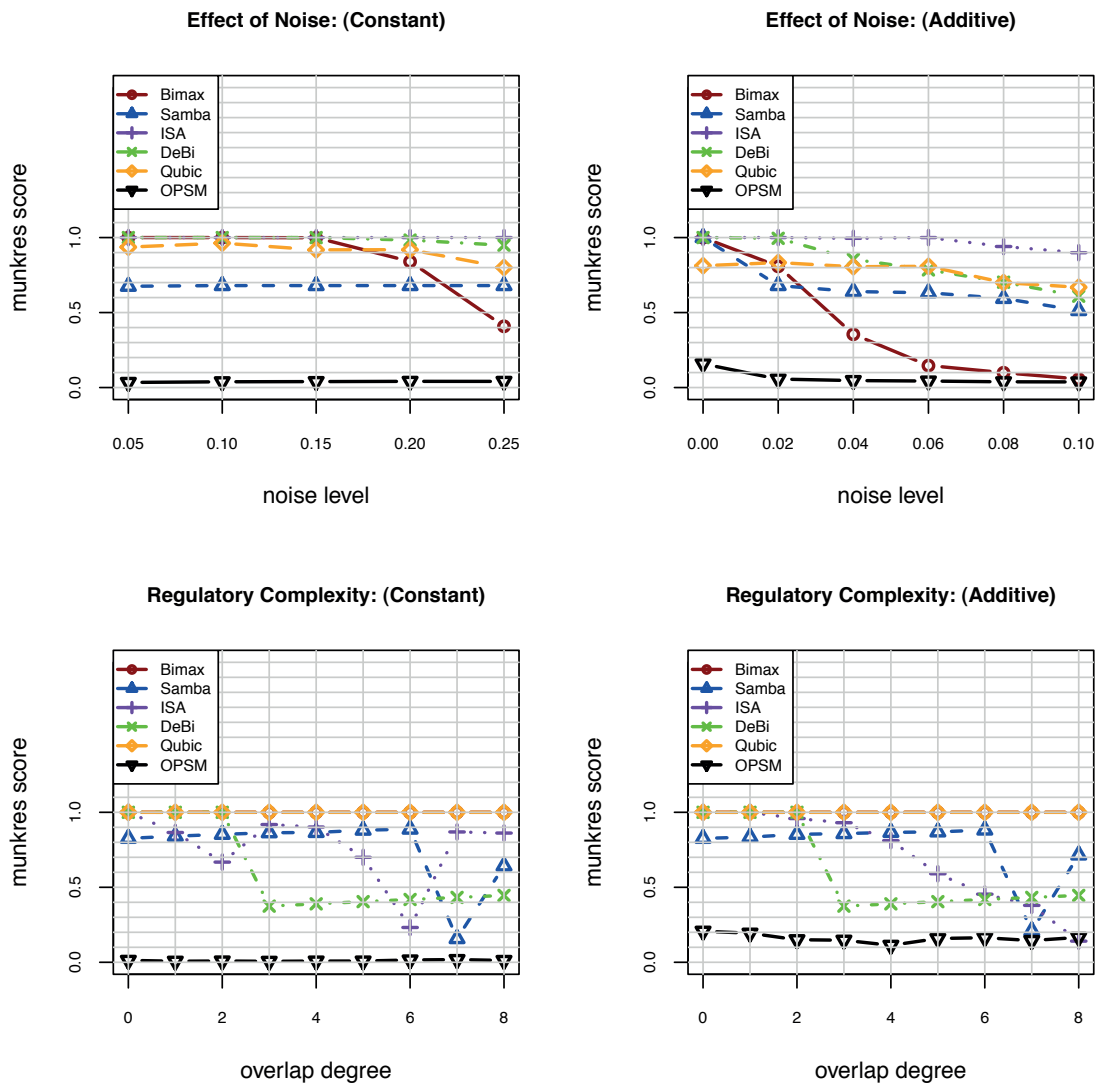 Effect of Noise: (Constant)
Bimax
Samba
ISA
DeBi
Qubic
OPSM
munkres score
0.0
0.5
1.0
0.05
0.10
0.15
0.20
0.25
noise level
Effect of Noise: (Additive)
Bimax
Samba
ISA
DeBi
Qubic
OPSM
munkres score
0.0
0.5
1.0
0.00
0.02
0.04
0.06
0.08
0.10
noise level
Regulatory Complexity: (Constant)
Bimax
Samba
ISA
DeBi
Qubic
OPSM
munkres score
0.0
0.5
1.0
0
2
4
6
8
overlap degree
Regulatory Complexity: (Additive)
Bimax
Samba
ISA
DeBi
Qubic
OPSM
munkres score
0.0
0.5
1.0
0
2
4
6
8
overlap degree